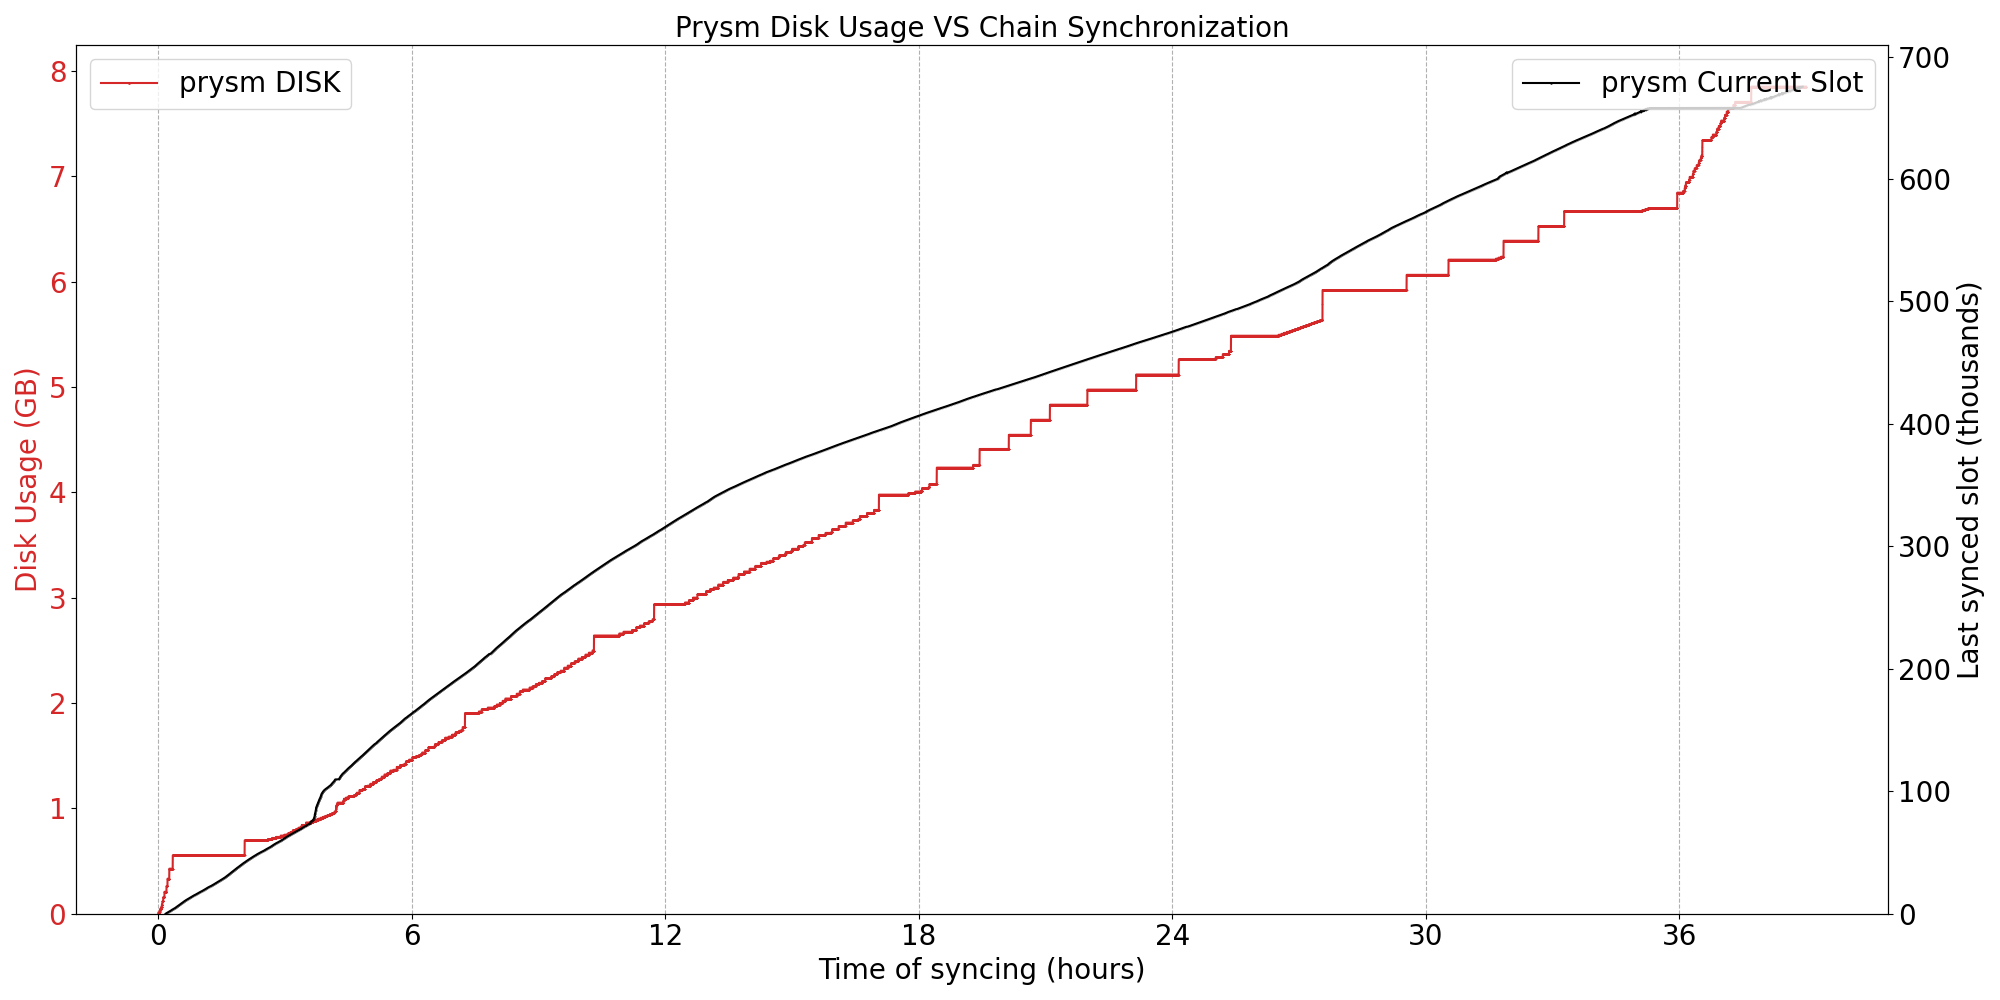 Prysm Disk Usage VS Chain Synchronization
prysm DISK
prysm Current Slot
Disk Usage (GB)
8
7
6
5
4
3
2
1
0
700
600
500
400
300
200
100
0
Last synced slot (thousands)
0 6 12 18 24 30 36
Time of syncing (hours)